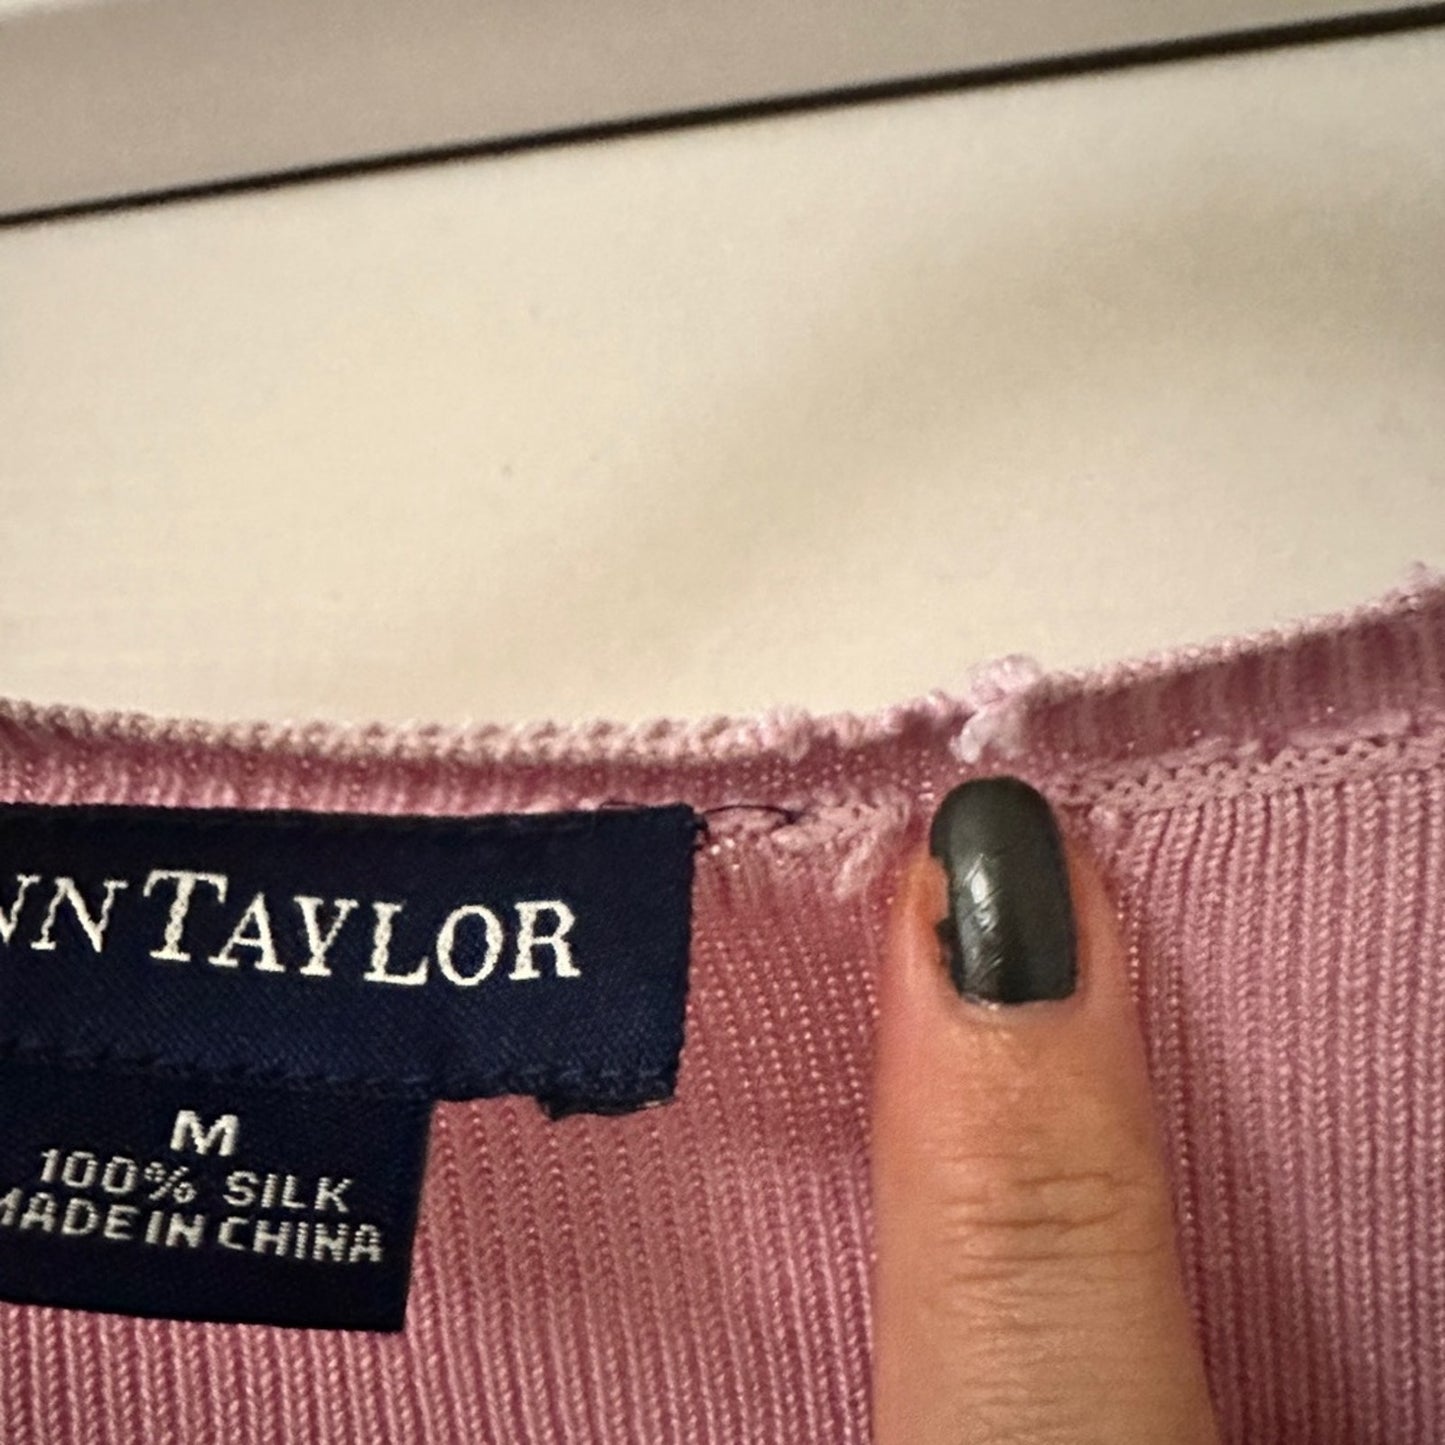 NN TAYLOR
M
100% SILK
MADE IN CHINA